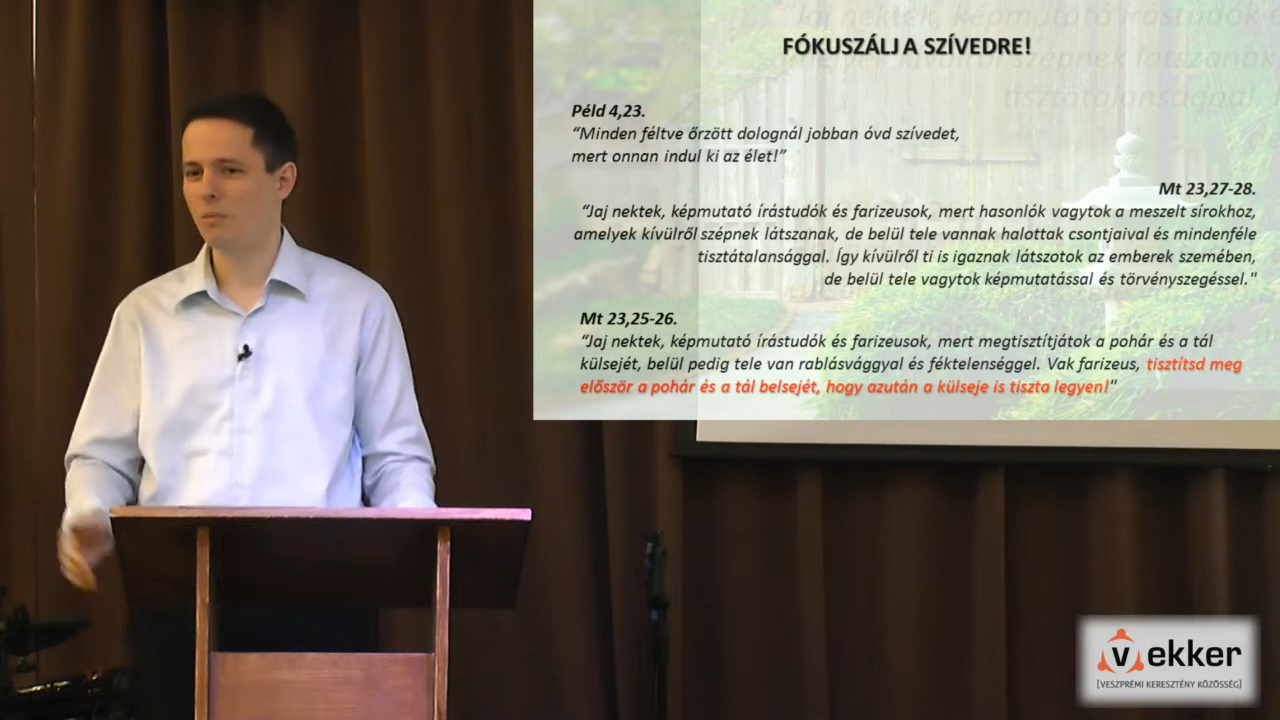 FÓKUSZÁLJ A SZÍVEDRE!
Péld 4,23.
“Minden féltve őrzött dolognál jobban óvd szívedet,
mert onnan indul ki az élet!”
Mt 23,27-28.
“Jaj nektek, képmutató írástudók és farizeusok, mert hasonlók vagytok a meszelt sírokhoz,
amelyek kívülről szépnek látszanak, de belül tele vannak halottak csontjaival és mindenféle
tisztátalansággal. Így kívülről ti is igaznak látszotok az emberek szemében,
de belül tele vagytok képmutatással és törvényszegéssel."
Mt 23,25-26.
“Jaj nektek, képmutató írástudók és farizeusok, mert megtisztítjátok a pohár és a tál
külsejét, belül pedig tele van rablásvággyal és féktelenséggel. Vak farizeus, tisztítsd meg
először a pohár és a tál belsejét, hogy azután a külseje is tiszta legyen!"
vekker
[VESZPRÉMI KERESZTÉNY KÖZÖSSÉG]